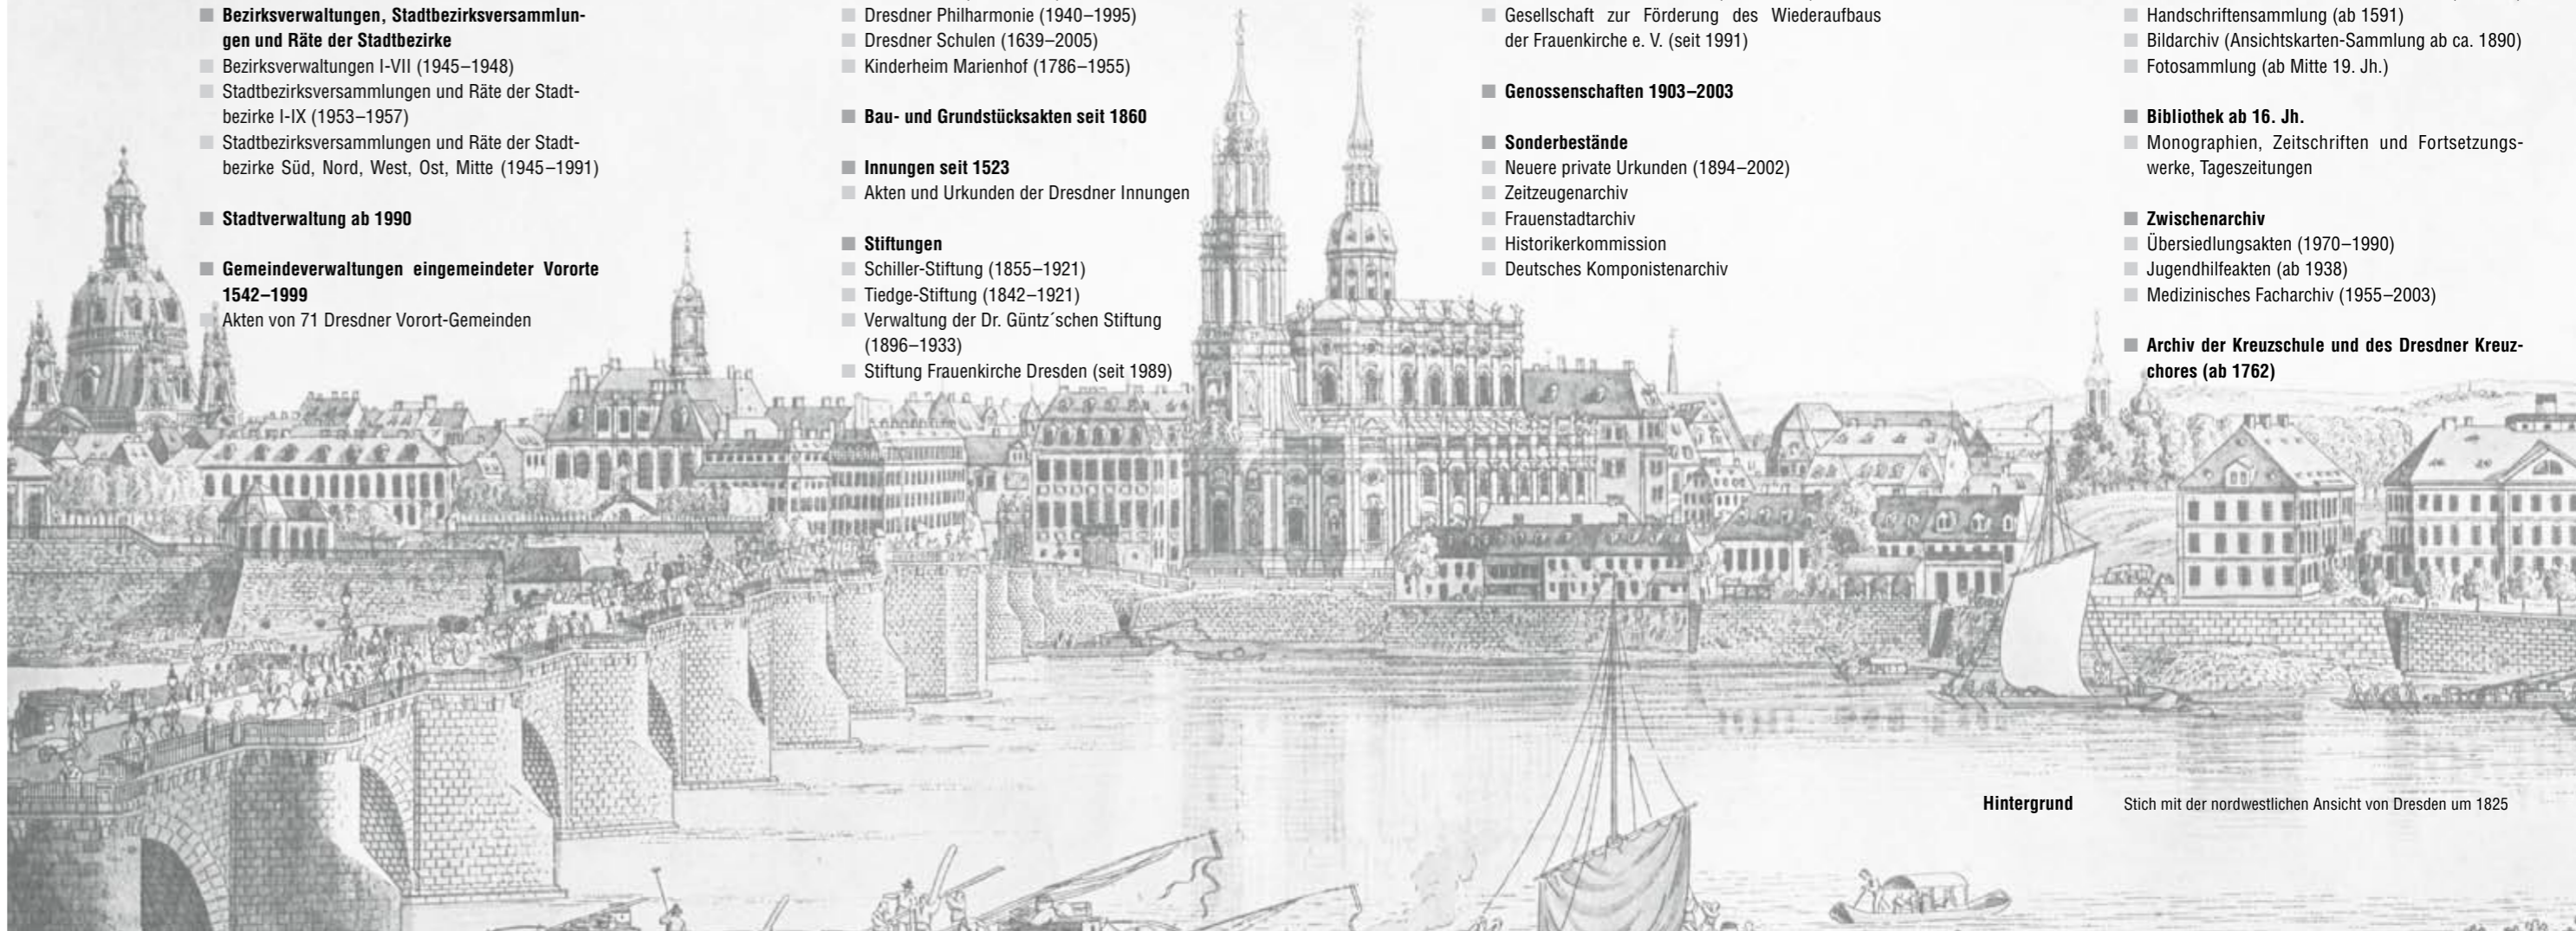 Bezirksverwaltungen, Stadtbezirksversammlun-
gen und Räte der Stadtbezirke
Bezirksverwaltungen I-VII (1945–1948)
Stadtbezirksversammlungen und Räte der Stadt-
bezirke I-IX (1953–1957)
Stadtbezirksversammlungen und Räte der Stadt-
bezirke Süd, Nord, West, Ost, Mitte (1945–1991)
Stadtverwaltung ab 1990
Gemeindeverwaltungen eingemeindeter Vororte
1542–1999
Akten von 71 Dresdner Vorort-Gemeinden
Dresdner Philharmonie (1940–1995)
Dresdner Schulen (1639–2005)
Kinderheim Marienhof (1786–1955)
Bau- und Grundstücksakten seit 1860
Innungen seit 1523
Akten und Urkunden der Dresdner Innungen
Stiftungen
Schiller-Stiftung (1855–1921)
Tiedge-Stiftung (1842–1921)
Verwaltung der Dr. Güntz´schen Stiftung
(1896–1933)
Stiftung Frauenkirche Dresden (seit 1989)
Gesellschaft zur Förderung des Wiederaufbaus
der Frauenkirche e. V. (seit 1991)
Genossenschaften 1903–2003
Sonderbestände
Neuere private Urkunden (1894–2002)
Zeitzeugenarchiv
Frauenstadtarchiv
Historikerkommission
Deutsches Komponistenarchiv
Handschriftensammlung (ab 1591)
Bildarchiv (Ansichtskarten-Sammlung ab ca. 1890)
Fotosammlung (ab Mitte 19. Jh.)
Bibliothek ab 16. Jh.
Monographien, Zeitschriften und Fortsetzungs-
werke, Tageszeitungen
Zwischenarchiv
Übersiedlungsakten (1970–1990)
Jugendhilfeakten (ab 1938)
Medizinisches Facharchiv (1955–2003)
Archiv der Kreuzschule und des Dresdner Kreuz-
chores (ab 1762)
Hintergrund Stich mit der nordwestlichen Ansicht von Dresden um 1825